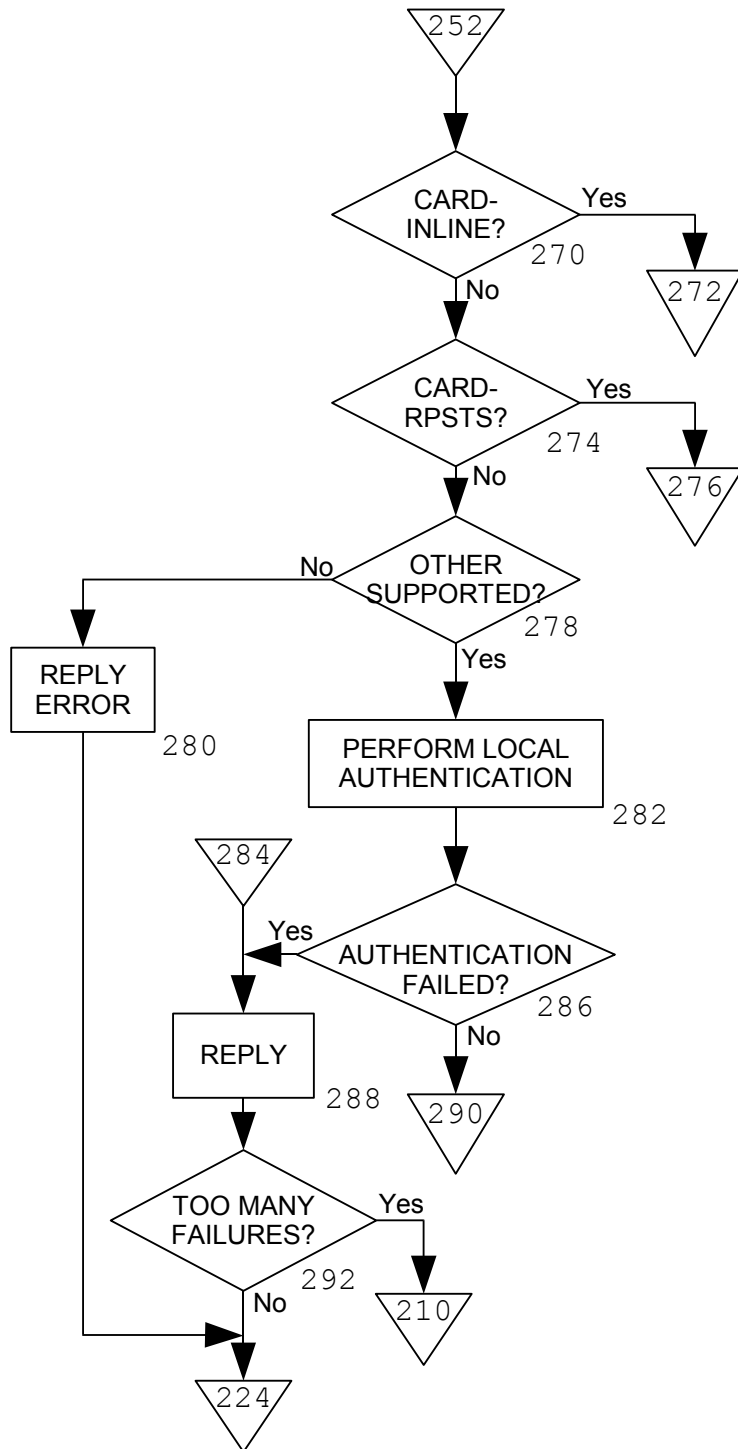 252
CARD-
INLINE?
Yes
270
272
No
CARD-
RPSTS?
Yes
274
276
No
OTHER
SUPPORTED?
No
278
Yes
REPLY
ERROR
280
PERFORM LOCAL
AUTHENTICATION
282
284
Yes
AUTHENTICATION
FAILED?
286
No
REPLY
288
290
TOO MANY
FAILURES?
Yes
292
No
210
224